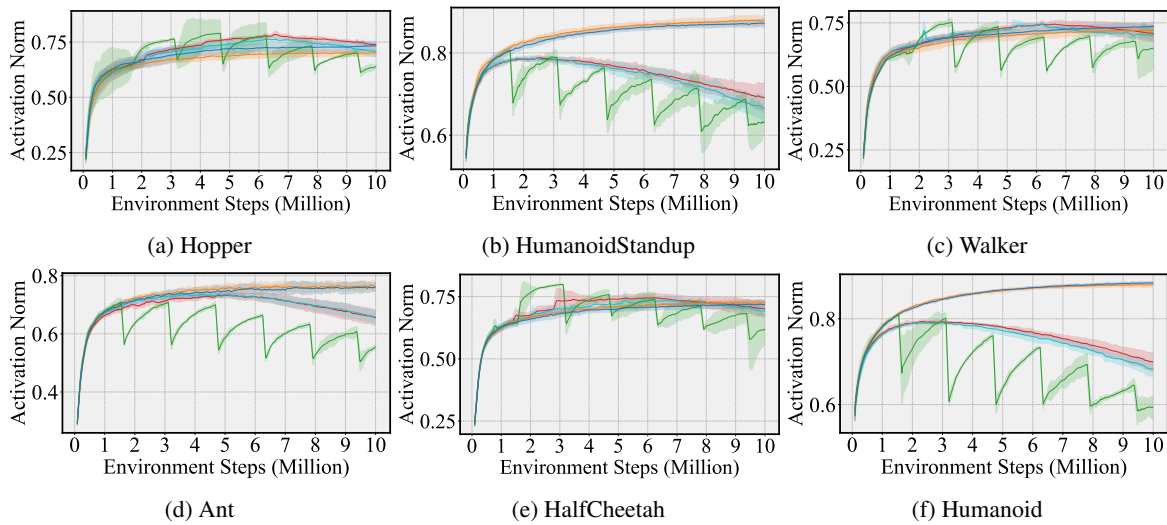 Activation Norm
0.75
0.50
0.25
0 1 2 3 4 5 6 7 8 9 10
Environment Steps (Million)
(a) Hopper
Activation Norm
0.8
0.6
0 1 2 3 4 5 6 7 8 9 10
Environment Steps (Million)
(b) HumanoidStandup
Activation Norm
0.75
0.50
0.25
0 1 2 3 4 5 6 7 8 9 10
Environment Steps (Million)
(c) Walker
Activation Norm
0.8
0.6
0.4
0 1 2 3 4 5 6 7 8 9 10
Environment Steps (Million)
(d) Ant
Activation Norm
0.75
0.50
0.25
0 1 2 3 4 5 6 7 8 9 10
Environment Steps (Million)
(e) HalfCheetah
Activation Norm
0.8
0.6
0 1 2 3 4 5 6 7 8 9 10
Environment Steps (Million)
(f) Humanoid